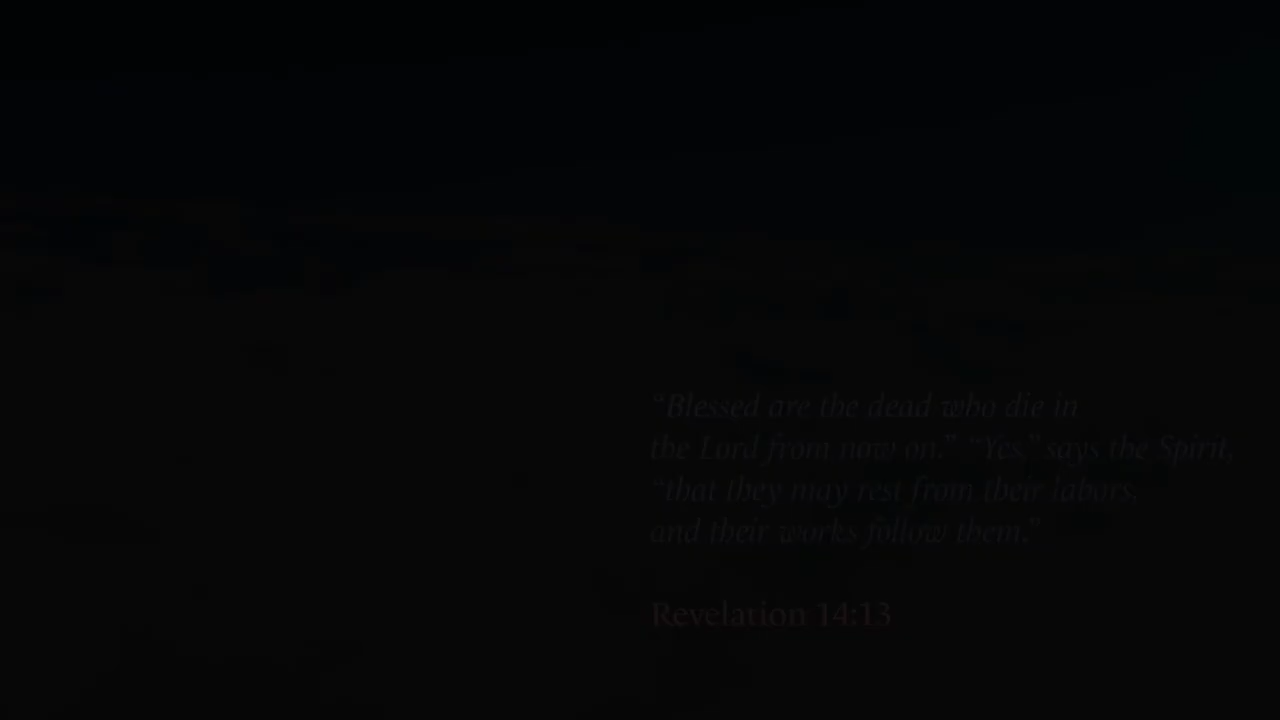 “Blessed are the dead who die in
the Lord from now on.” “Yes,” says the Spirit,
“that they may rest from their labors,
and their works follow them.”
Revelation 14:13